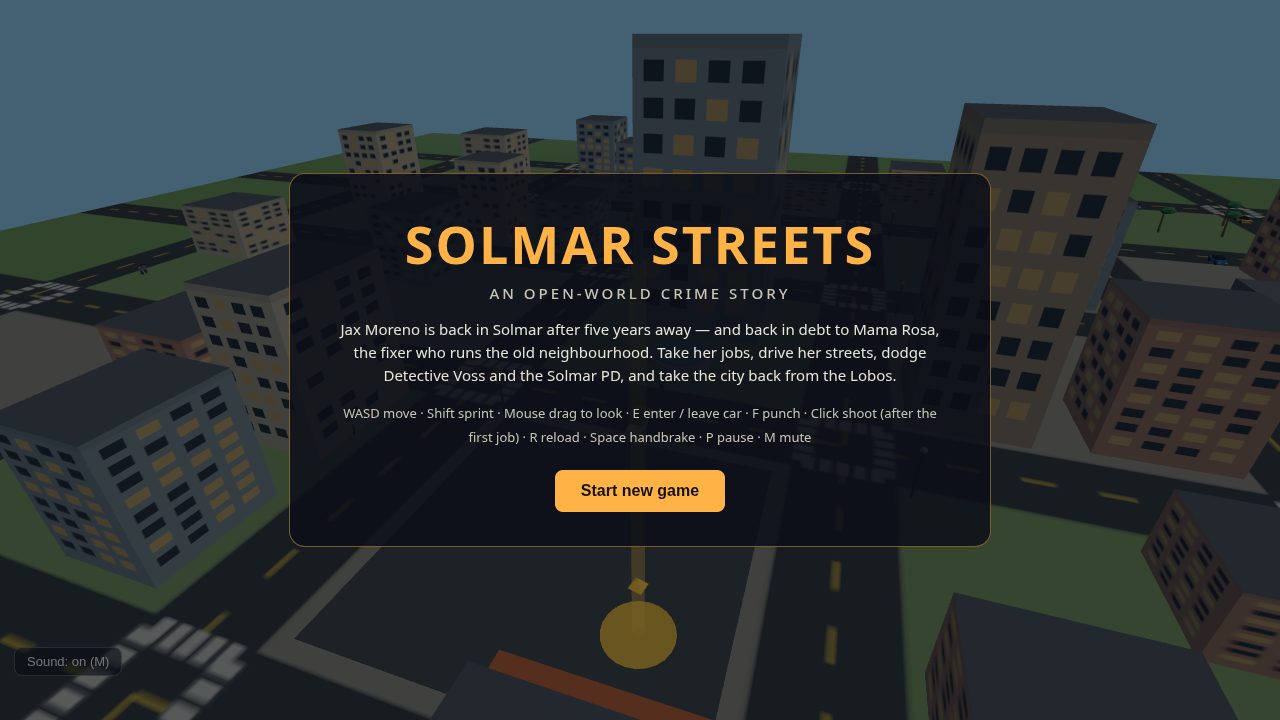 SOLMAR STREETS
AN OPEN-WORLD CRIME STORY
Jax Moreno is back in Solmar after five years away — and back in debt to Mama Rosa,
the fixer who runs the old neighbourhood. Take her jobs, drive her streets, dodge
Detective Voss and the Solmar PD, and take the city back from the Lobos.
WASD move · Shift sprint · Mouse drag to look · E enter / leave car · F punch · Click shoot (after the
first job) · R reload · Space handbrake · P pause · M mute
Start new game
Sound: on (M)